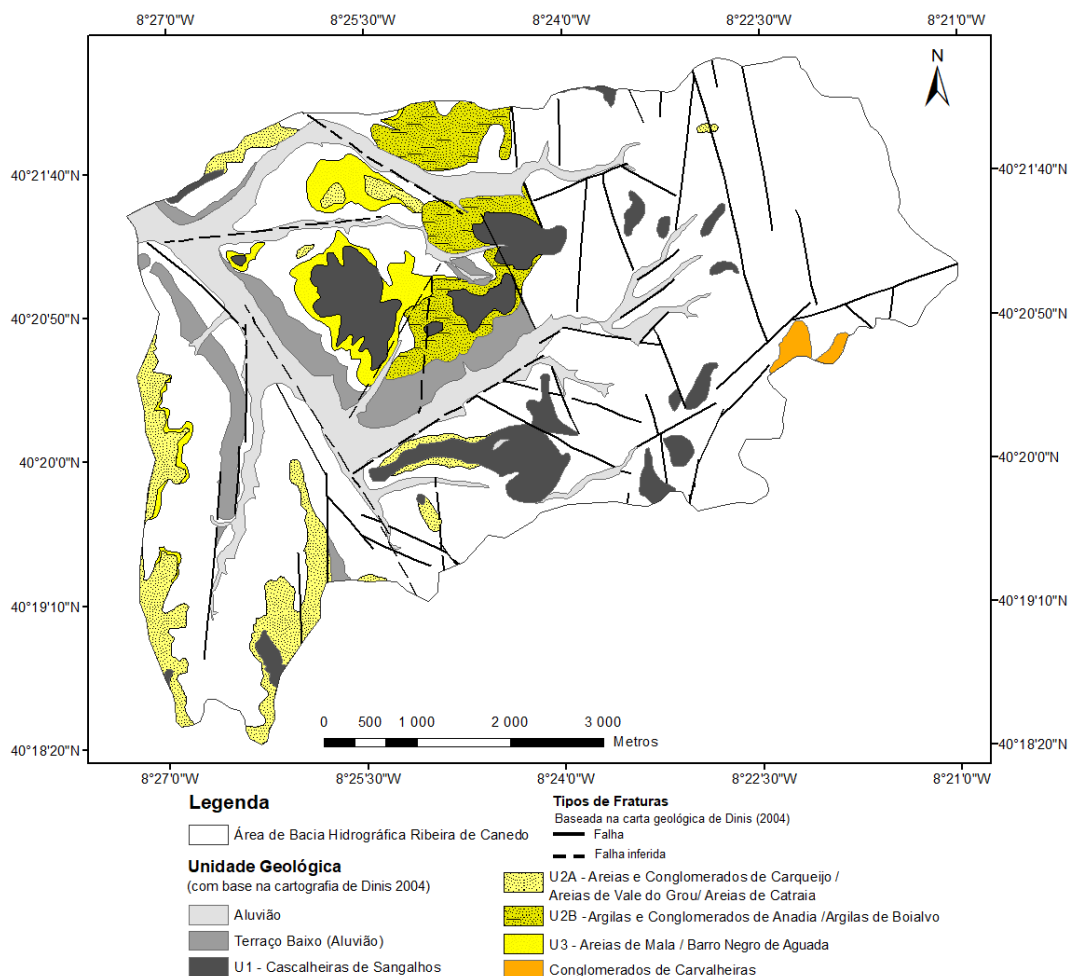 8°27'0"W 8°25'30"W 8°24'0"W 8°22'30"W 8°21'0"W
N
40°21'40"N 40°21'40"N
40°20'50"N 40°20'50"N
40°20'0"N 40°20'0"N
40°19'10"N 40°19'10"N
0 500 1 000 2 000 3 000
Metros
40°18'20"N 40°18'20"N
8°27'0"W 8°25'30"W 8°24'0"W 8°22'30"W 8°21'0"W
Legenda
Área de Bacia Hidrográfica Ribeira de Canedo
Unidade Geológica
(com base na cartografia de Dinis 2004)
Aluvião
Terraço Baixo (Aluvião)
U1 - Cascalheiras de Sangalhos
Tipos de Fraturas
Baseada na carta geológica de Dinis (2004)
Falha
Falha inferida
U2A - Areias e Conglomerados de Carqueijo /
Areias de Vale do Grou/ Areias de Catraia
U2B - Argilas e Conglomerados de Anadia /Argilas de Boialvo
U3 - Areias de Mala / Barro Negro de Aguada
Conglomerados de Carvalheiras